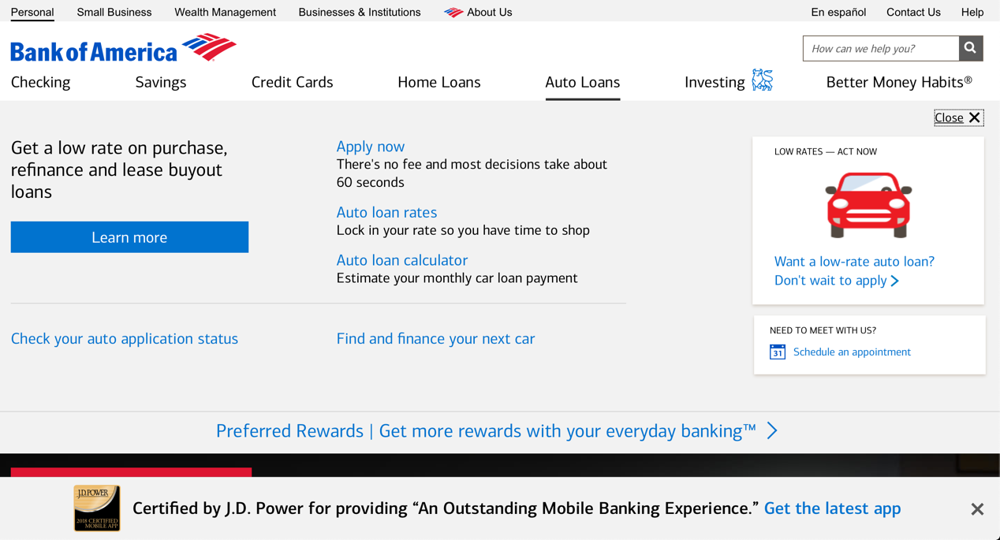 Personal Small Business Wealth Management Businesses & Institutions About Us En español Contact Us Help
Bank of America
How can we help you?
Checking Savings Credit Cards Home Loans Auto Loans Investing Better Money Habits®
Close
Get a low rate on purchase,
refinance and lease buyout
loans
Learn more
Apply now
There's no fee and most decisions take about
60 seconds
Auto loan rates
Lock in your rate so you have time to shop
Auto loan calculator
Estimate your monthly car loan payment
LOW RATES — ACT NOW
Want a low-rate auto loan?
Don't wait to apply
Check your auto application status
Find and finance your next car
NEED TO MEET WITH US?
31 Schedule an appointment
Preferred Rewards | Get more rewards with your everyday banking™
J.D. POWER
2018 CERTIFIED
MOBILE APP
Certified by J.D. Power for providing “An Outstanding Mobile Banking Experience.” Get the latest app